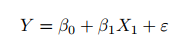 Y = β₀ + β₁X₁ + ε